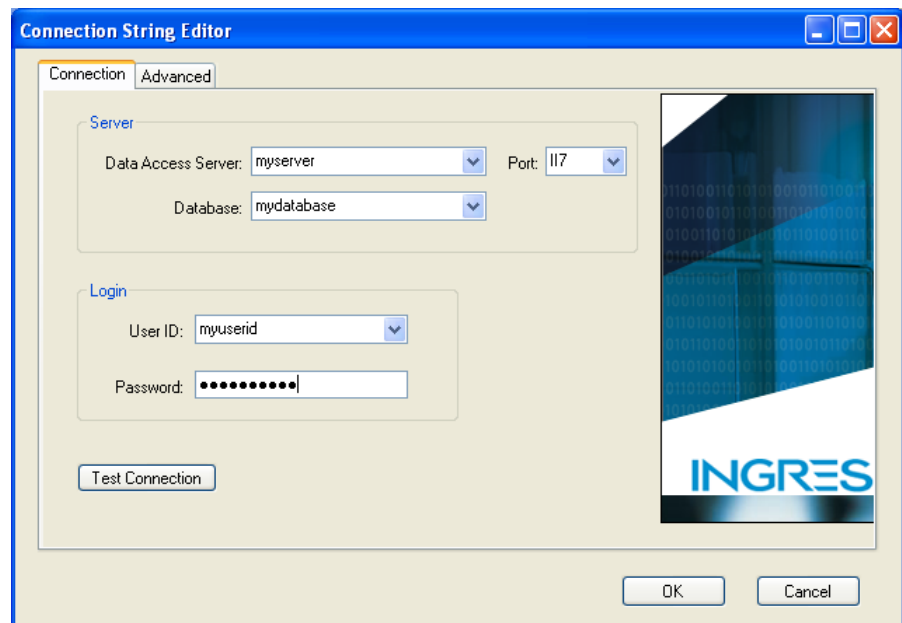 Connection String Editor
Connection Advanced
Server
Data Access Server: myserver Port: II7
Database: mydatabase
Login
User ID: myuserid
Password: ●●●●●●●●●●
Test Connection
INGRES
OK Cancel